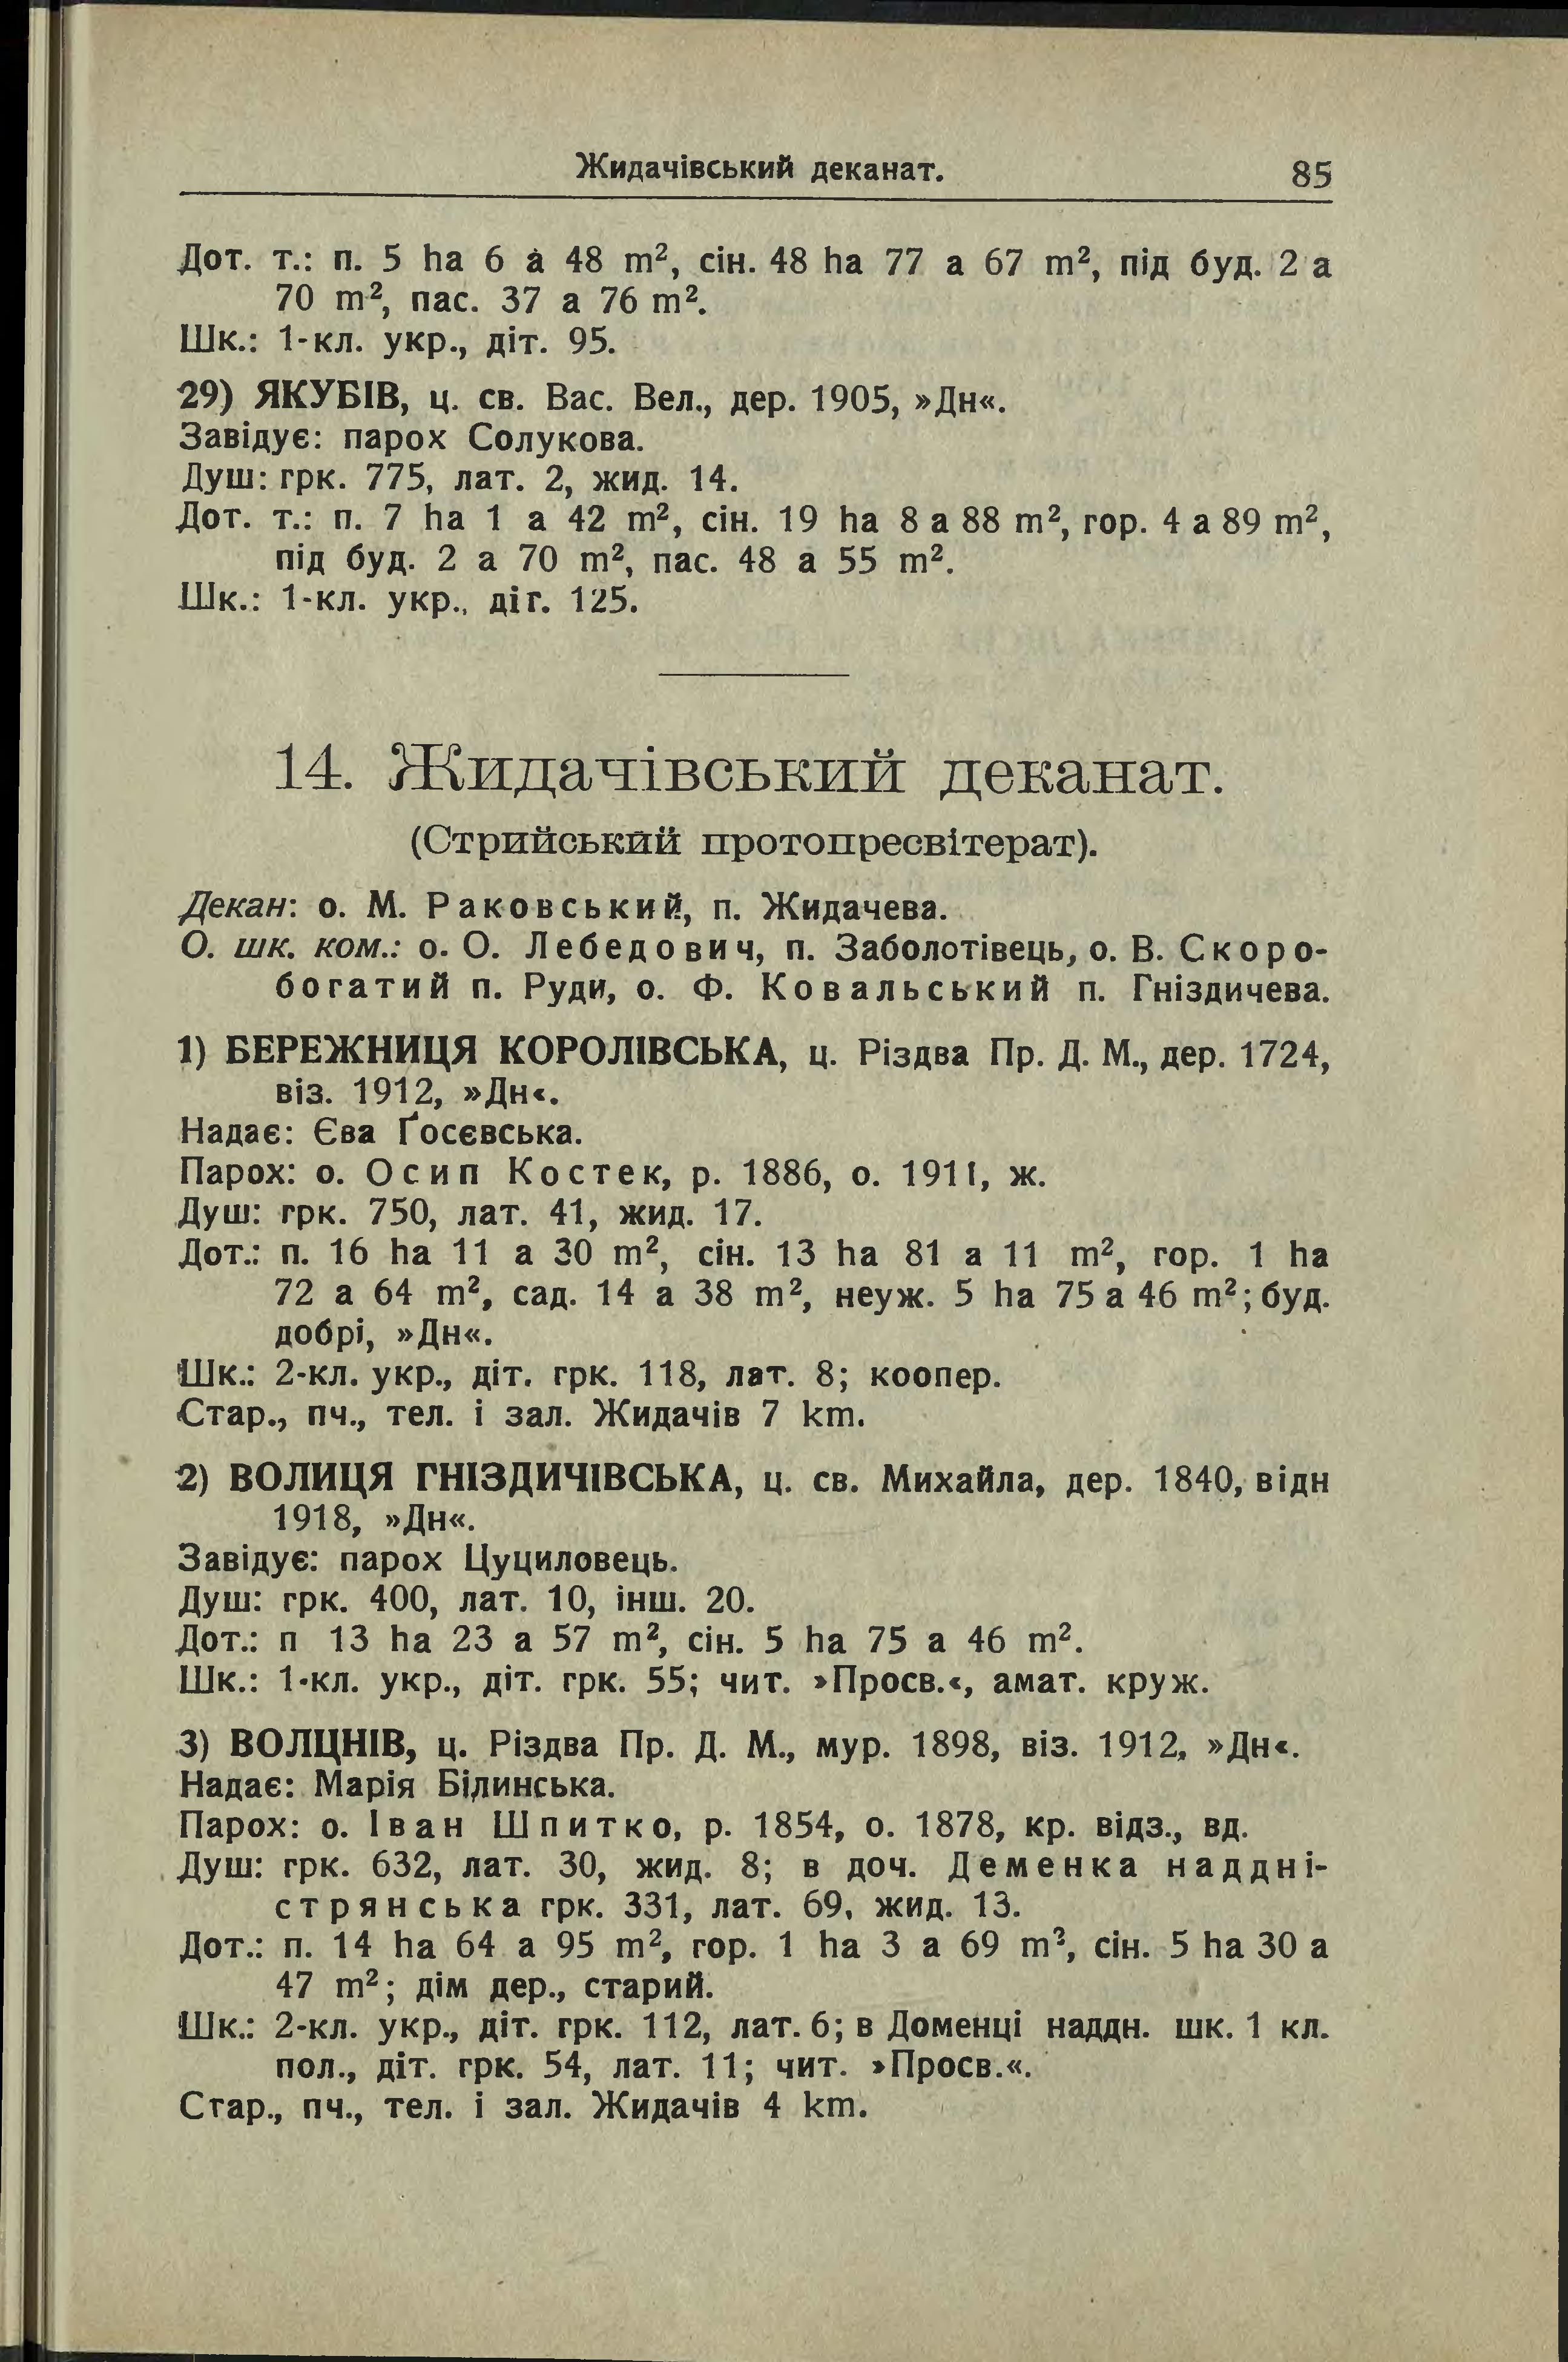 Жидачівський деканат. 85
Дот. т.: п. 5 ha 6 a 48 m², сін. 48 ha 77 a 67 m², під буд. 2 a
70 m², пас. 37 a 76 m².
Шк.: 1-кл. укр., діт. 95.
29) ЯКУБІВ, ц. св. Вас. Вел., дер. 1905, »Дн«.
Завідує: парох Солукова.
Душ: грк. 775, лат. 2, жид. 14.
Дот. т.: п. 7 ha 1 a 42 m², сін. 19 ha 8 a 88 m², гор. 4 a 89 m²,
під буд. 2 a 70 m², пас. 48 a 55 m².
Шк.: 1-кл. укр., діт. 125.
14. Жидачівський деканат.
(Стрийський протопресвітерат).
Декан: о. М. Раковський, п. Жидачева.
О. шк. ком.: о. О. Лебедович, п. Заболотівець, о. В. Скоро-
богатий п. Руди, о. Ф. Ковальський п. Гніздичева.
1) БЕРЕЖНИЦЯ КОРОЛІВСЬКА, ц. Різдва Пр. Д. М., дер. 1724,
віз. 1912, »Дн«.
Надає: Єва Ґосєвська.
Парох: о. Осип Костек, р. 1886, о. 1911, ж.
Душ: грк. 750, лат. 41, жид. 17.
Дот.: п. 16 ha 11 a 30 m², сін. 13 ha 81 a 11 m², гор. 1 ha
72 a 64 m², сад. 14 a 38 m², неуж. 5 ha 75 a 46 m²; буд.
добрі, »Дн«.
Шк.: 2-кл. укр., діт. грк. 118, лат. 8; коопер.
Стар., пч., тел. і зал. Жидачів 7 km.
2) ВОЛИЦЯ ГНІЗДИЧІВСЬКА, ц. св. Михайла, дер. 1840, відн
1918, »Дн«.
Завідує: парох Цуциловець.
Душ: грк. 400, лат. 10, інш. 20.
Дот.: п 13 ha 23 a 57 m², сін. 5 ha 75 a 46 m².
Шк.: 1-кл. укр., діт. грк. 55; чит. »Просв.«, амат. круж.
3) ВОЛЦНІВ, ц. Різдва Пр. Д. М., мур. 1898, віз. 1912, »Дн«.
Надає: Марія Білинська.
Парох: о. Іван Шпитко, р. 1854, о. 1878, кр. відз., вд.
Душ: грк. 632, лат. 30, жид. 8; в доч. Деменка наддні-
стрянська грк. 331, лат. 69, жид. 13.
Дот.: п. 14 ha 64 a 95 m², гор. 1 ha 3 a 69 m², сін. 5 ha 30 a
47 m²; дім дер., старий.
Шк.: 2-кл. укр., діт. грк. 112, лат. 6; в Доменці наддн. шк. 1 кл.
пол., діт. грк. 54, лат. 11; чит. »Просв.«.
Стар., пч., тел. і зал. Жидачів 4 km.